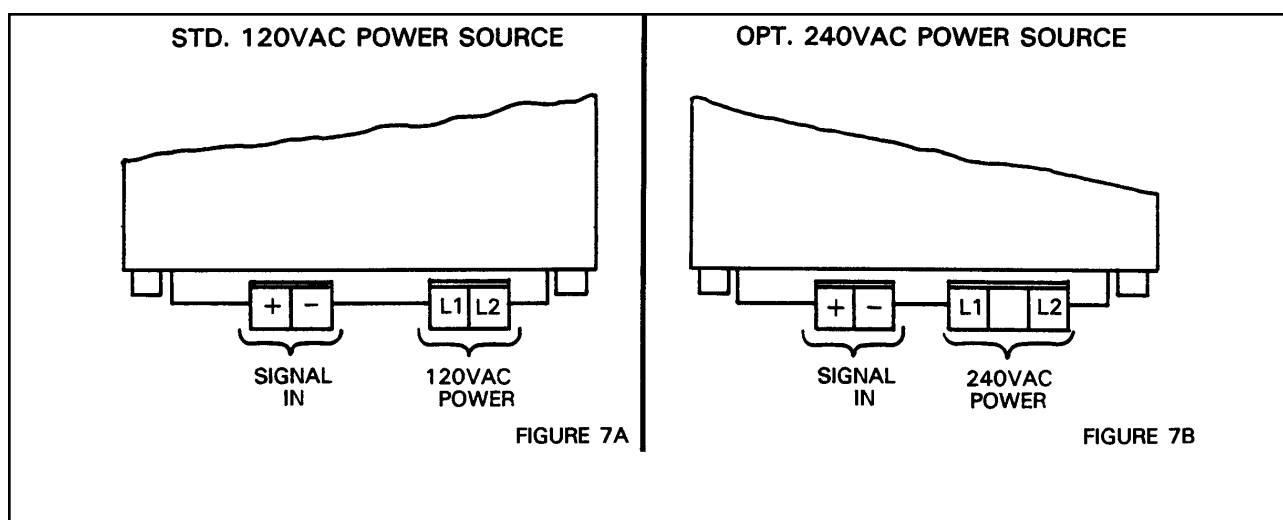 STD. 120VAC POWER SOURCE
+ - L1 L2
SIGNAL IN
120VAC POWER
FIGURE 7A
OPT. 240VAC POWER SOURCE
+ - L1 L2
SIGNAL IN
240VAC POWER
FIGURE 7B